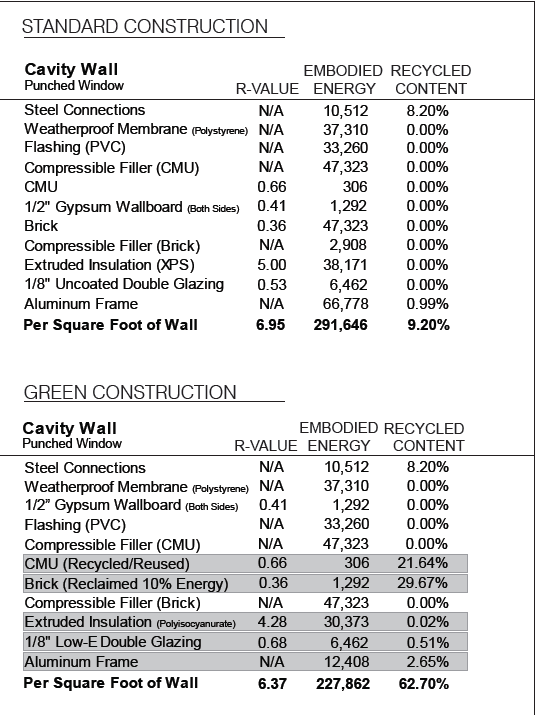 STANDARD CONSTRUCTION
Cavity Wall
Punched Window
R-VALUE EMBODIED ENERGY RECYCLED CONTENT
Steel Connections N/A 10,512 8.20%
Weatherproof Membrane (Polystyrene) N/A 37,310 0.00%
Flashing (PVC) N/A 33,260 0.00%
Compressible Filler (CMU) N/A 47,323 0.00%
CMU 0.66 306 0.00%
1/2" Gypsum Wallboard (Both Sides) 0.41 1,292 0.00%
Brick 0.36 47,323 0.00%
Compressible Filler (Brick) N/A 2,908 0.00%
Extruded Insulation (XPS) 5.00 38,171 0.00%
1/8" Uncoated Double Glazing 0.53 6,462 0.00%
Aluminum Frame N/A 66,778 0.99%
Per Square Foot of Wall 6.95 291,646 9.20%
GREEN CONSTRUCTION
Cavity Wall
Punched Window
R-VALUE EMBODIED ENERGY RECYCLED CONTENT
Steel Connections N/A 10,512 8.20%
Weatherproof Membrane (Polystyrene) N/A 37,310 0.00%
1/2” Gypsum Wallboard (Both Sides) 0.41 1,292 0.00%
Flashing (PVC) N/A 33,260 0.00%
Compressible Filler (CMU) N/A 47,323 0.00%
CMU (Recycled/Reused) 0.66 306 21.64%
Brick (Reclaimed 10% Energy) 0.36 1,292 29.67%
Compressible Filler (Brick) N/A 47,323 0.00%
Extruded Insulation (Polyisocyanurate) 4.28 30,373 0.02%
1/8" Low-E Double Glazing 0.68 6,462 0.51%
Aluminum Frame N/A 12,408 2.65%
Per Square Foot of Wall 6.37 227,862 62.70%